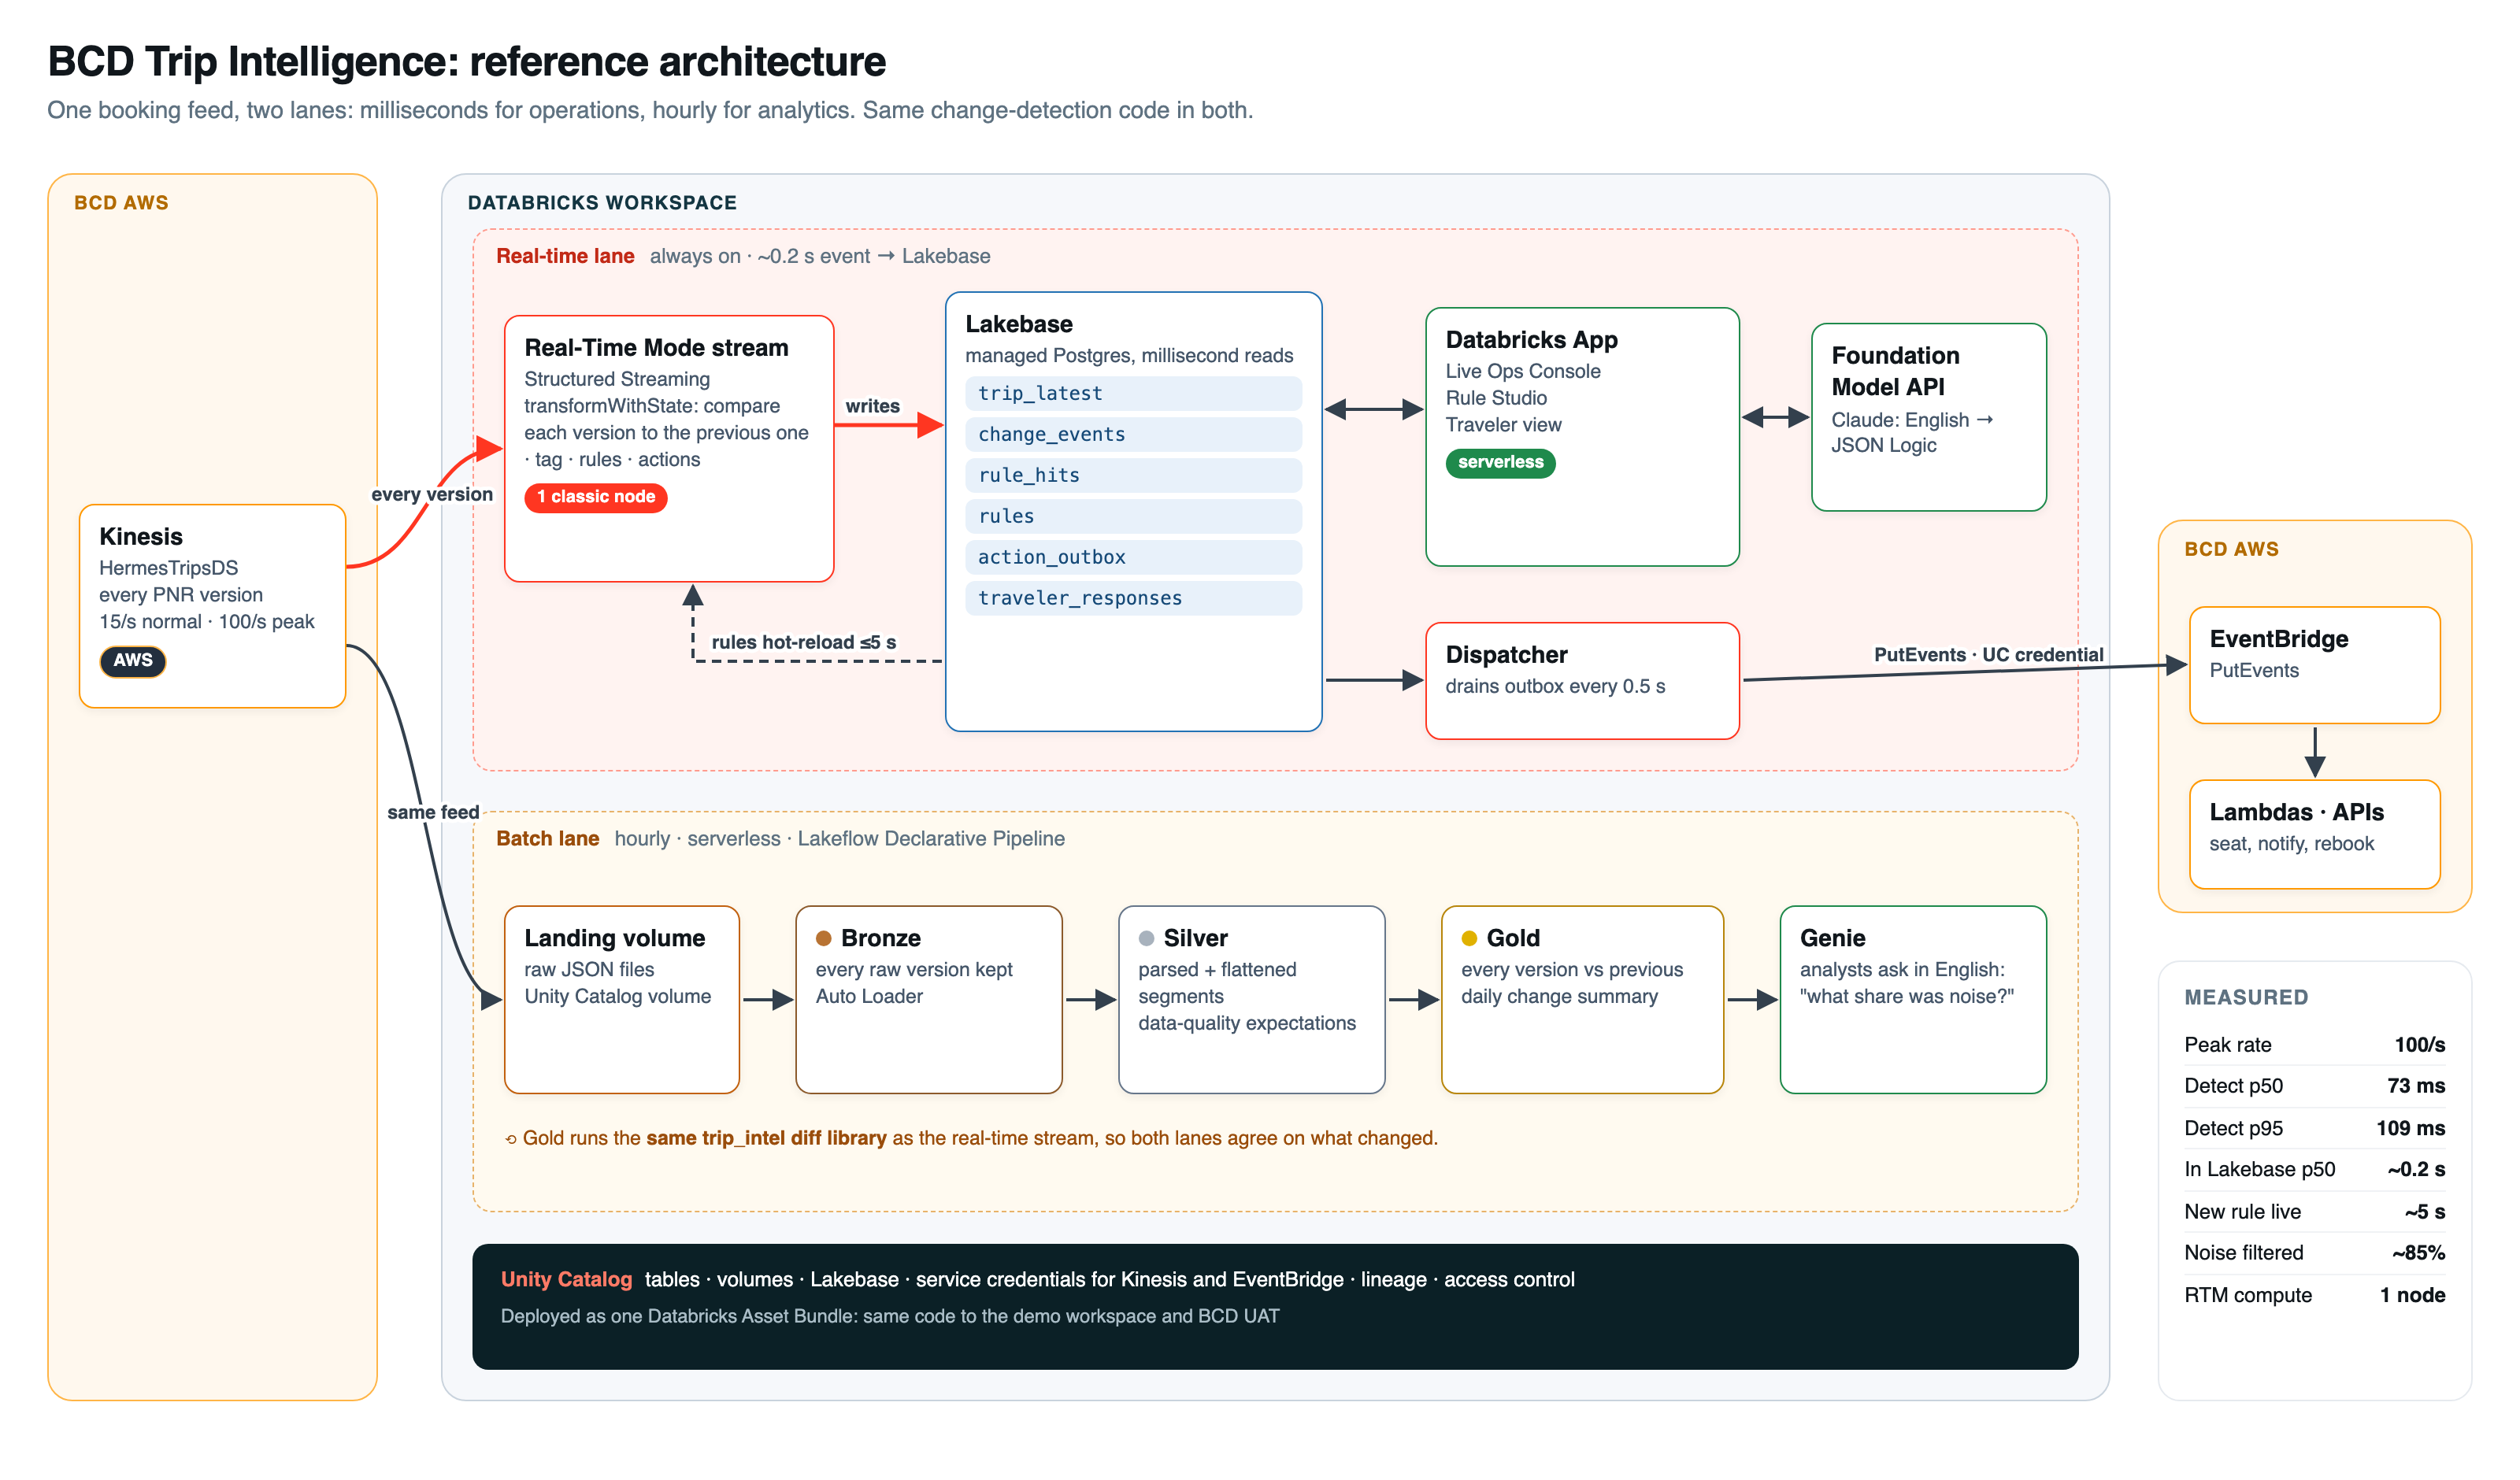 BCD Trip Intelligence: reference architecture
One booking feed, two lanes: milliseconds for operations, hourly for analytics. Same change-detection code in both.
BCD AWS
Kinesis
HermesTripsDS
every PNR version
15/s normal · 100/s peak
AWS
every version
same feed
DATABRICKS WORKSPACE
Real-time lane always on · ~0.2 s event → Lakebase
Real-Time Mode stream
Structured Streaming
transformWithState: compare
each version to the previous one
· tag · rules · actions
1 classic node
writes
rules hot-reload ≤5 s
Lakebase
managed Postgres, millisecond reads
trip_latest
change_events
rule_hits
rules
action_outbox
traveler_responses
Databricks App
Live Ops Console
Rule Studio
Traveler view
serverless
Foundation
Model API
Claude: English →
JSON Logic
Dispatcher
drains outbox every 0.5 s
PutEvents · UC credential
BCD AWS
EventBridge
PutEvents
Lambdas · APIs
seat, notify, rebook
Batch lane hourly · serverless · Lakeflow Declarative Pipeline
Landing volume
raw JSON files
Unity Catalog volume
Bronze
every raw version kept
Auto Loader
Silver
parsed + flattened
segments
data-quality expectations
Gold
every version vs previous
daily change summary
Genie
analysts ask in English:
"what share was noise?"
⟲ Gold runs the same trip_intel diff library as the real-time stream, so both lanes agree on what changed.
Unity Catalog tables · volumes · Lakebase · service credentials for Kinesis and EventBridge · lineage · access control
Deployed as one Databricks Asset Bundle: same code to the demo workspace and BCD UAT
MEASURED
Peak rate 100/s
Detect p50 73 ms
Detect p95 109 ms
In Lakebase p50 ~0.2 s
New rule live ~5 s
Noise filtered ~85%
RTM compute 1 node